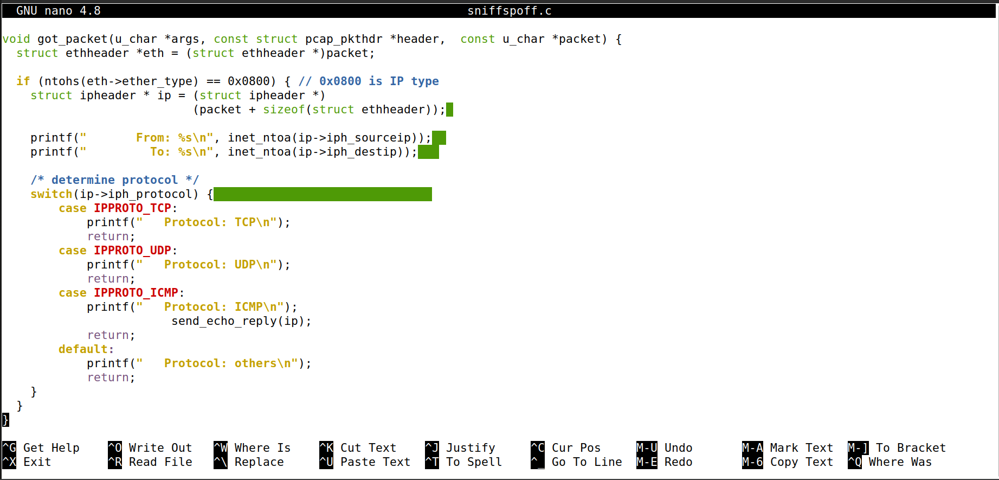 GNU nano 4.8 sniffspoff.c
void got_packet(u_char *args, const struct pcap_pkthdr *header,  const u_char *packet) {
  struct ethheader *eth = (struct ethheader *)packet;
  if (ntohs(eth->ether_type) == 0x0800) { // 0x0800 is IP type
    struct ipheader * ip = (struct ipheader *)
                           (packet + sizeof(struct ethheader));
    printf("       From: %s\n", inet_ntoa(ip->iph_sourceip));
    printf("         To: %s\n", inet_ntoa(ip->iph_destip));
    /* determine protocol */
    switch(ip->iph_protocol) {
        case IPPROTO_TCP:
            printf("   Protocol: TCP\n");
            return;
        case IPPROTO_UDP:
            printf("   Protocol: UDP\n");
            return;
        case IPPROTO_ICMP:
            printf("   Protocol: ICMP\n");
                        send_echo_reply(ip);
            return;
        default:
            printf("   Protocol: others\n");
            return;
    }
  }
}
^G Get Help ^O Write Out ^W Where Is ^K Cut Text ^J Justify ^C Cur Pos M-U Undo M-A Mark Text M-] To Bracket
^X Exit ^R Read File ^\ Replace ^U Paste Text ^T To Spell ^_ Go To Line M-E Redo M-6 Copy Text ^Q Where Was